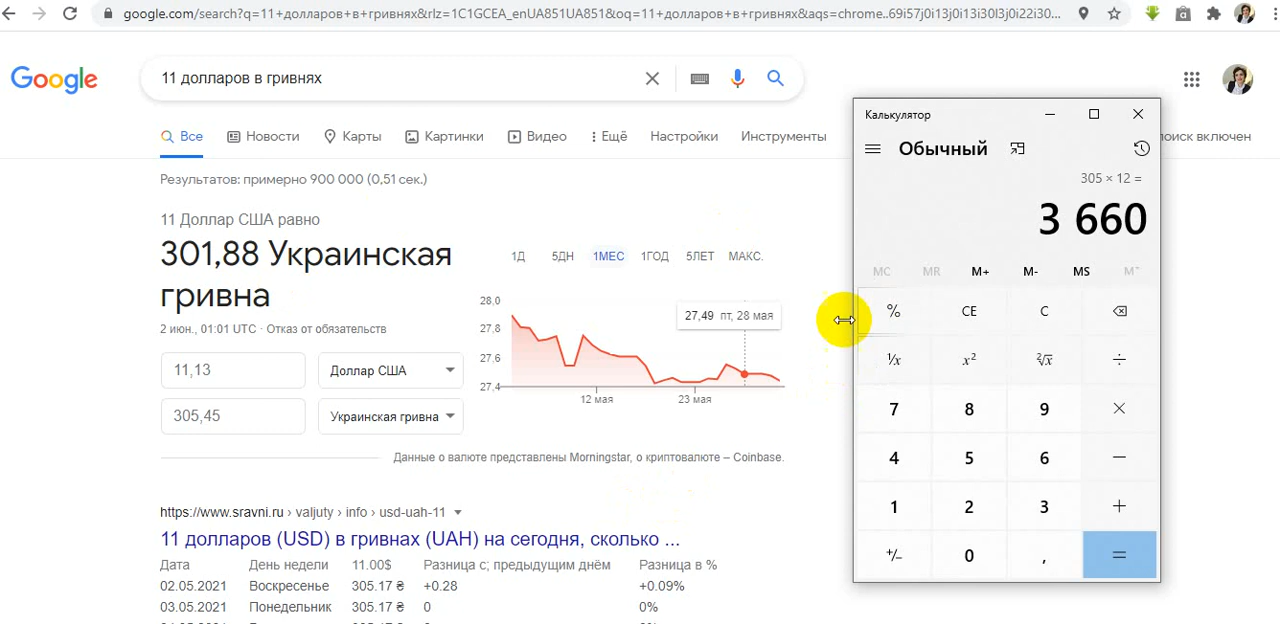 google.com/search?q=11+долларов+в+гривнях&rlz=1C1GCEA_enUA851UA851&oq=11+долларов+в+гривнях&aqs=chrome..69i57j0i13j0i13i30l3j0i22i30...
Google
11 долларов в гривнях
Все
Новости
Карты
Картинки
Видео
Ещё
Настройки
Инструменты
поиск включен
Результатов: примерно 900 000 (0,51 сек.)
11 Доллар США равно
301,88 Украинская
гривна
2 июн., 01:01 UTC · Отказ от обязательств
11,13
Доллар США
305,45
Украинская гривна
1Д 5ДН 1МЕС 1ГОД 5ЛЕТ МАКС.
28,0
27,8
27,6
27,4
27,49 пт, 28 мая
12 мая
23 мая
Данные о валюте представлены Morningstar, о криптовалюте – Coinbase.
https://www.sravni.ru › valjuty › info › usd-uah-11
11 долларов (USD) в гривнах (UAH) на сегодня, сколько ...
Дата День недели 11.00$ Разница с; предыдущим днём Разница в %
02.05.2021 Воскресенье 305.17 ₴ +0.28 +0.09%
03.05.2021 Понедельник 305.17 ₴ 0 0%
Калькулятор
Обычный
305 × 12 =
3 660
MC MR M+ M- MS M˅
% CE C
¹/x x² ²√x ÷
7 8 9 ×
4 5 6 −
1 2 3 +
+/− 0 , =